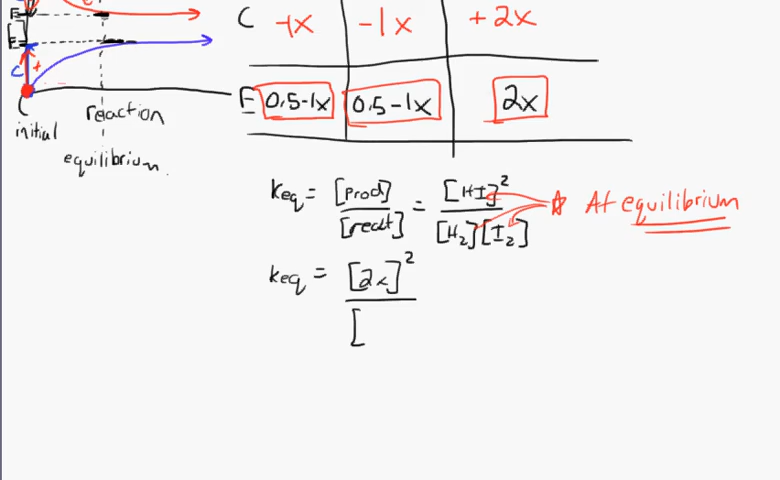 C -1x -1x +2x
E
[ ]
E
c +
E 0.5-1x 0.5-1x 2x
C
initial
reaction
equilibrium.
Keq = [Prod] / [react] = [HI]² / [H₂][I₂] ☆ At equilibrium
Keq = [2x]² / [